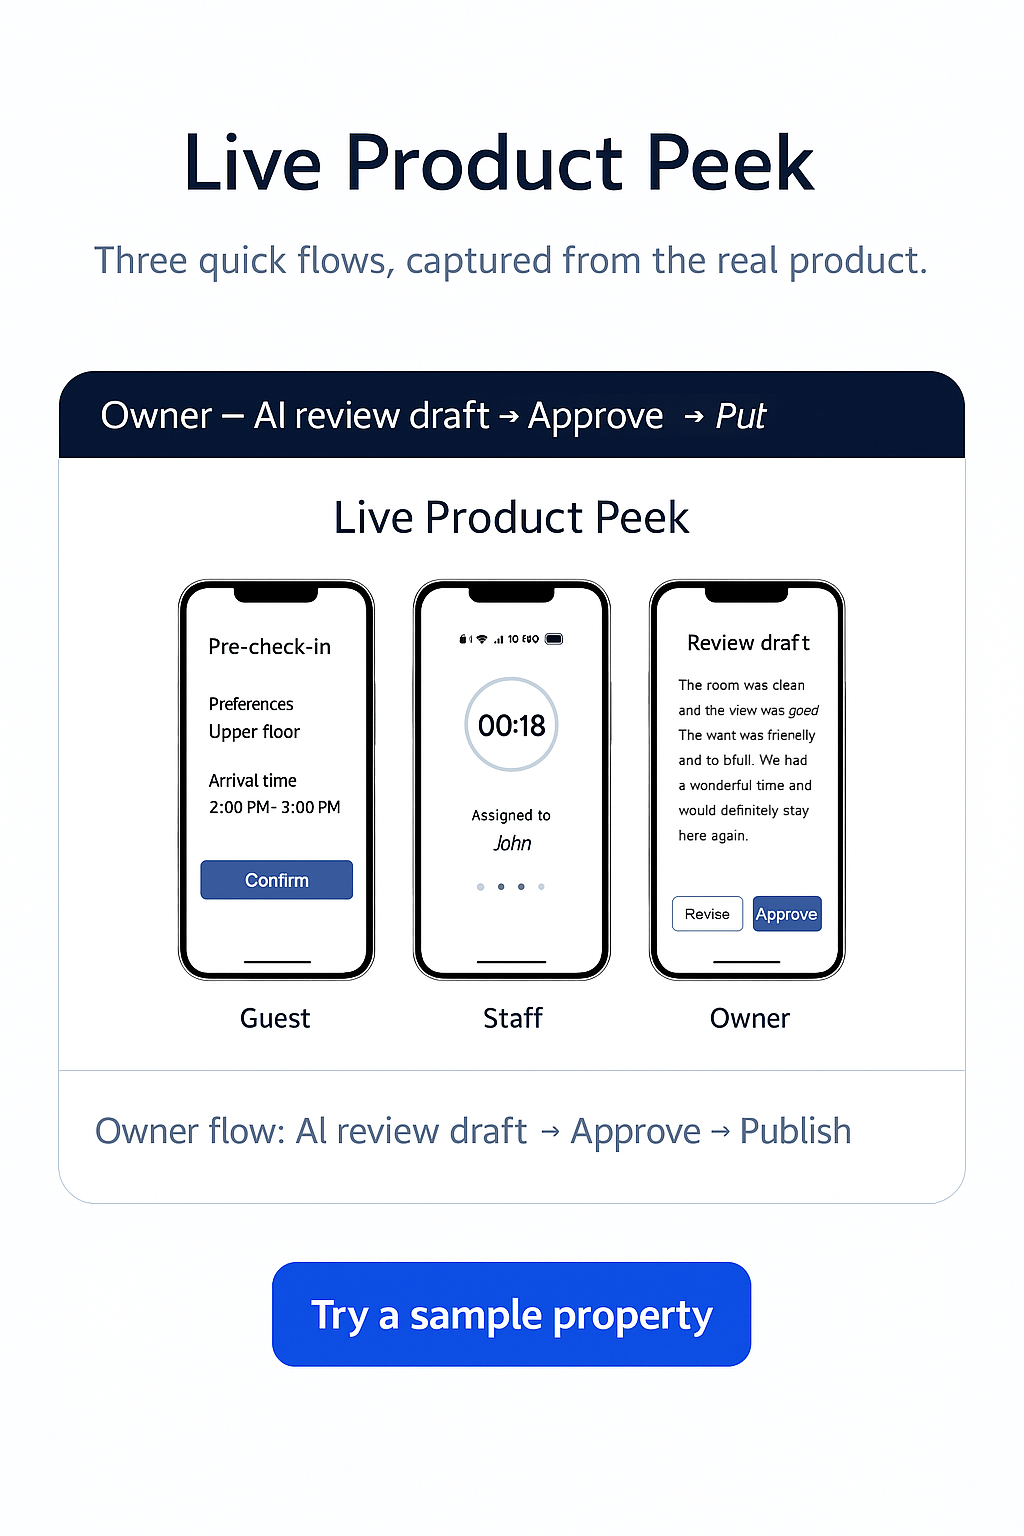 Live Product Peek
Three quick flows, captured from the real product.
Owner – AI review draft → Approve → Put
Live Product Peek
Pre-check-in
Preferences
Upper floor
Arrival time
2:00 PM- 3:00 PM
Confirm
Guest
10
00:18
Assigned to
John
Staff
Review draft
The room was clean
and the view was goed
The want was frienelly
and to bfull. We had
a wonderful time and
would definitely stay
here again.
Revise
Approve
Owner
Owner flow: AI review draft → Approve → Publish
Try a sample property